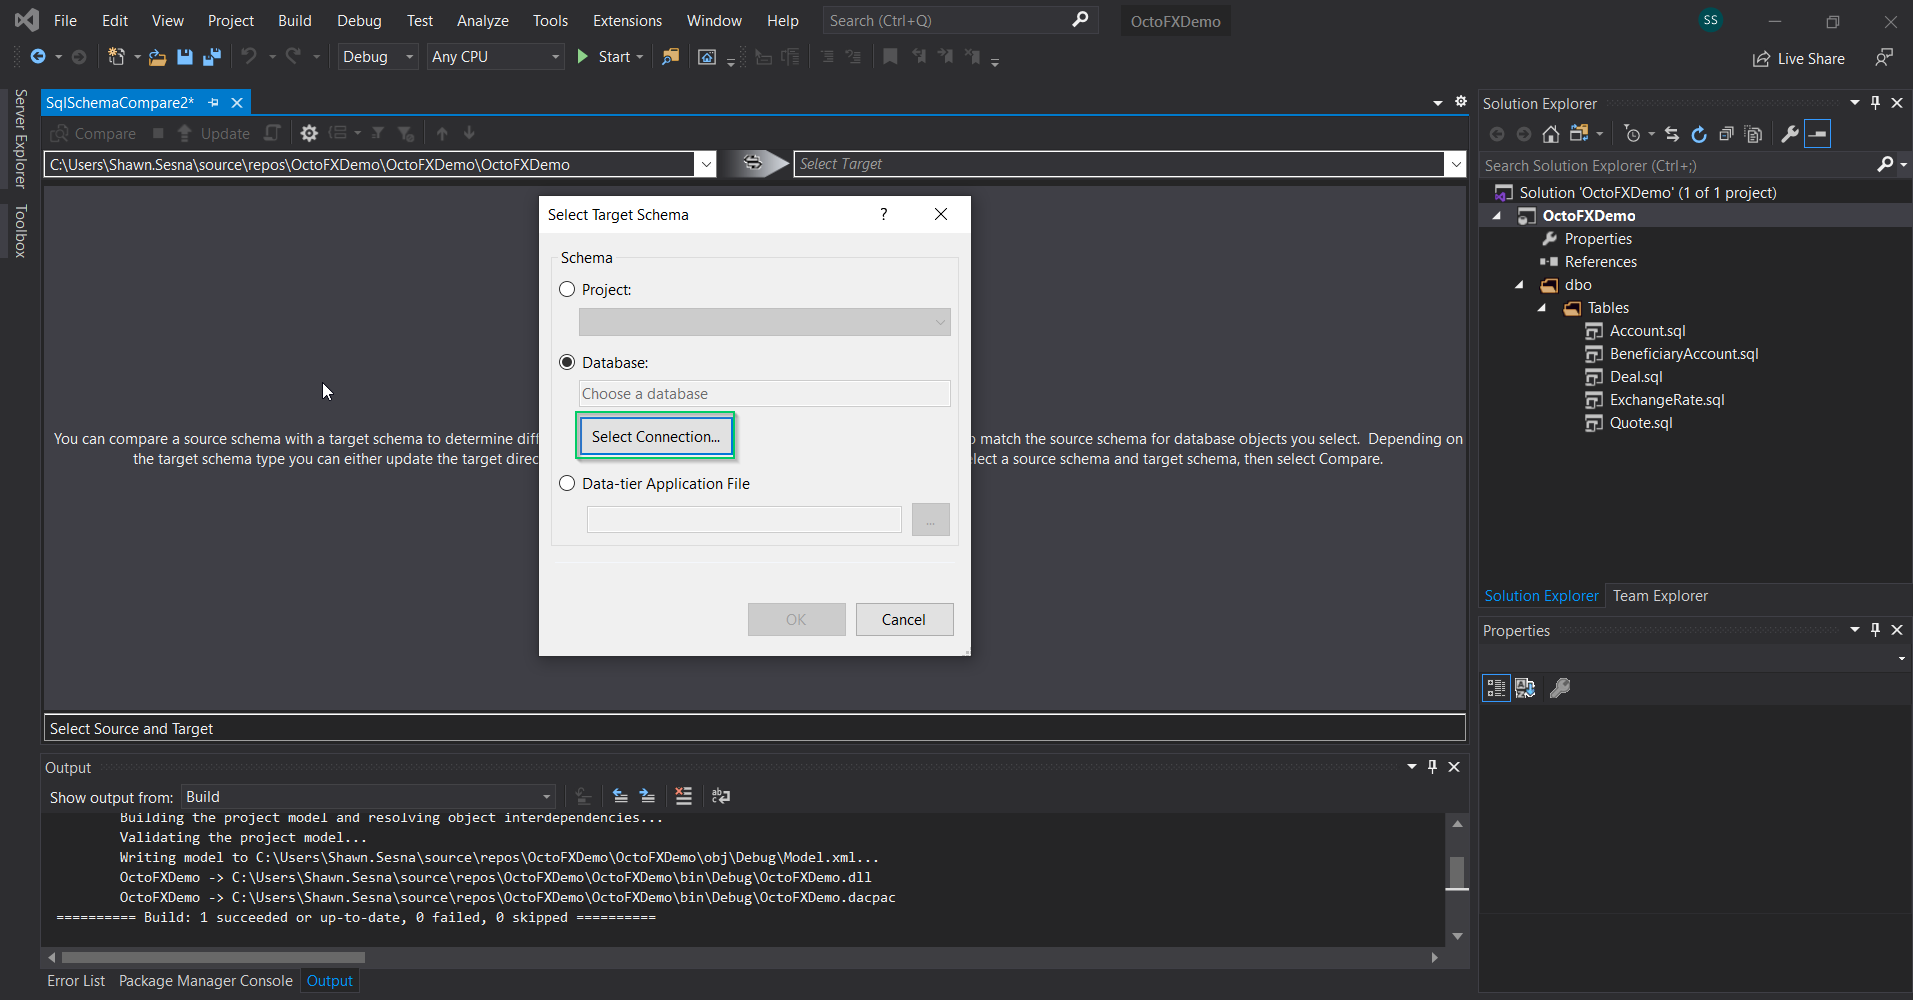 File Edit View Project Build Debug Test Analyze Tools Extensions Window Help Search (Ctrl+Q) OctoFXDemo SS
Debug Any CPU Start Live Share
Server Explorer
Toolbox
SqlSchemaCompare2*
Compare Update
C:\Users\Shawn.Sesna\source\repos\OctoFXDemo\OctoFXDemo\OctoFXDemo Select Target
You can compare a source schema with a target schema to determine
match the source schema for database objects you select. Depending on
the target schema type you can either update the target
a source schema and target schema, then select Compare.
Select Target Schema ?
Schema
Project:
Database:
Choose a database
Select Connection...
Data-tier Application File
...
OK Cancel
Select Source and Target
Output
Show output from: Build
Building the project model and resolving object interdependencies...
Validating the project model...
Writing model to C:\Users\Shawn.Sesna\source\repos\OctoFXDemo\OctoFXDemo\obj\Debug\Model.xml...
OctoFXDemo -> C:\Users\Shawn.Sesna\source\repos\OctoFXDemo\OctoFXDemo\bin\Debug\OctoFXDemo.dll
OctoFXDemo -> C:\Users\Shawn.Sesna\source\repos\OctoFXDemo\OctoFXDemo\bin\Debug\OctoFXDemo.dacpac
========== Build: 1 succeeded or up-to-date, 0 failed, 0 skipped ==========
Error List Package Manager Console Output
Solution Explorer
Search Solution Explorer (Ctrl+;)
Solution 'OctoFXDemo' (1 of 1 project)
OctoFXDemo
Properties
References
dbo
Tables
Account.sql
BeneficiaryAccount.sql
Deal.sql
ExchangeRate.sql
Quote.sql
Solution Explorer Team Explorer
Properties